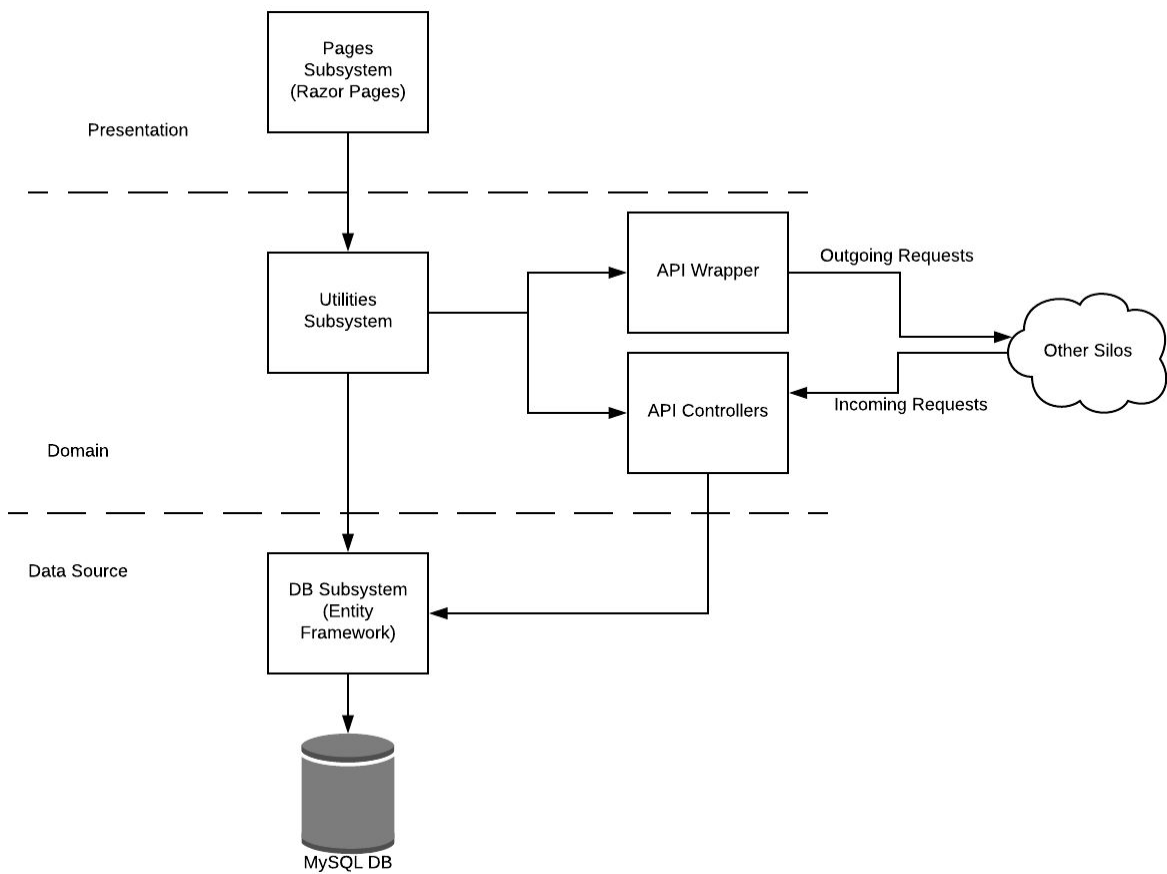 Pages
Subsystem
(Razor Pages)
Presentation
Utilities
Subsystem
API Wrapper
Outgoing Requests
Other Silos
API Controllers
Incoming Requests
Domain
Data Source
DB Subsystem
(Entity
Framework)
MySQL DB